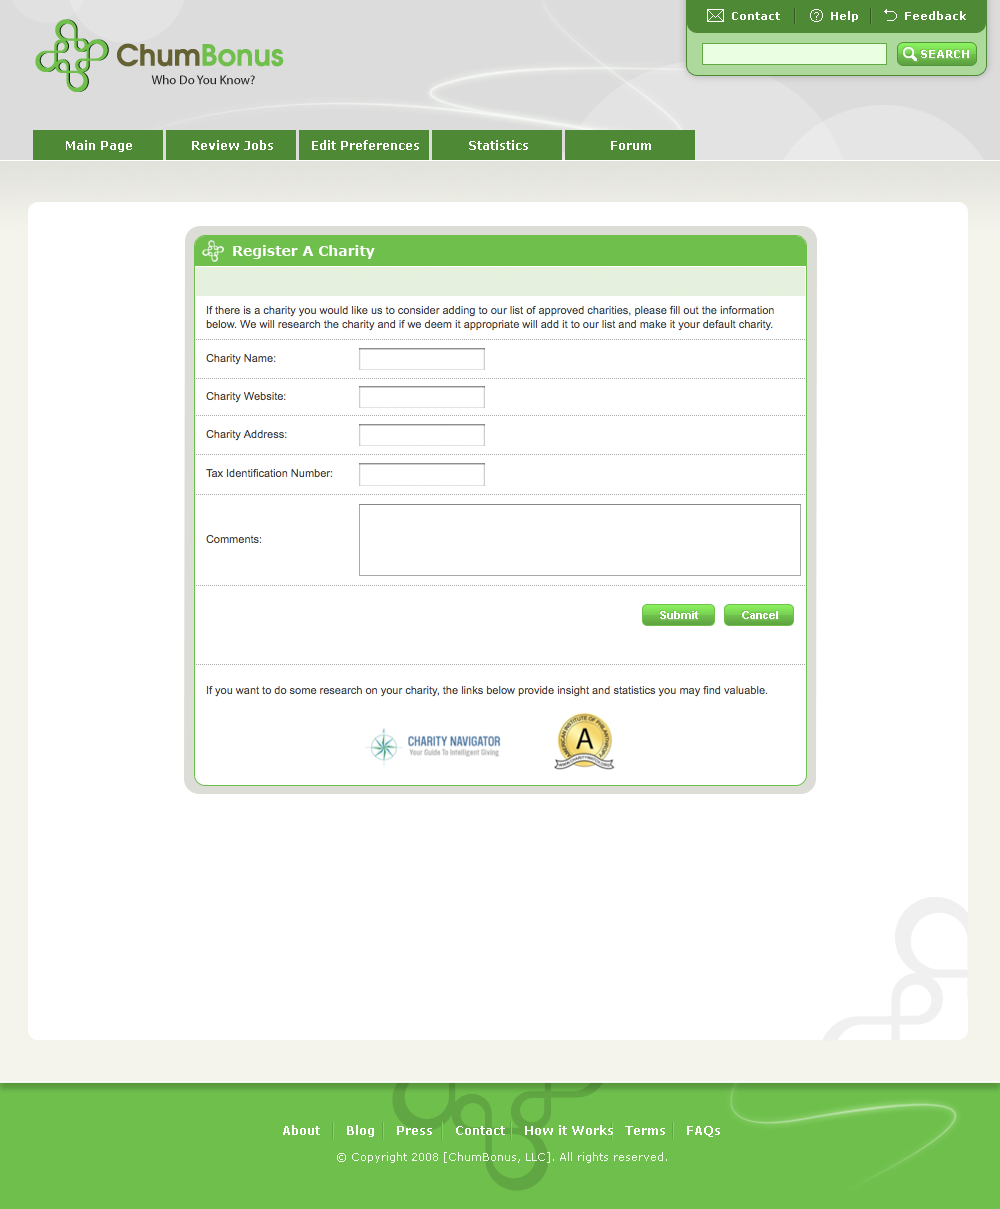 Contact
Help
Feedback
ChumBonus
Who Do You Know?
SEARCH
Main Page
Review Jobs
Edit Preferences
Statistics
Forum
Register A Charity
If there is a charity you would like us to consider adding to our list of approved charities, please fill out the information
below. We will research the charity and if we deem it appropriate will add it to our list and make it your default charity.
Charity Name:
Charity Website:
Charity Address:
Tax Identification Number:
Comments:
Submit
Cancel
If you want to do some research on your charity, the links below provide insight and statistics you may find valuable.
CHARITY NAVIGATOR
Your Guide To Intelligent Giving
AMERICAN INSTITUTE OF PHILANTHROPY
A
WWW.CHARITYWATCH.ORG
About
Blog
Press
Contact
How it Works
Terms
FAQs
© Copyright 2008 [ChumBonus, LLC]. All rights reserved.